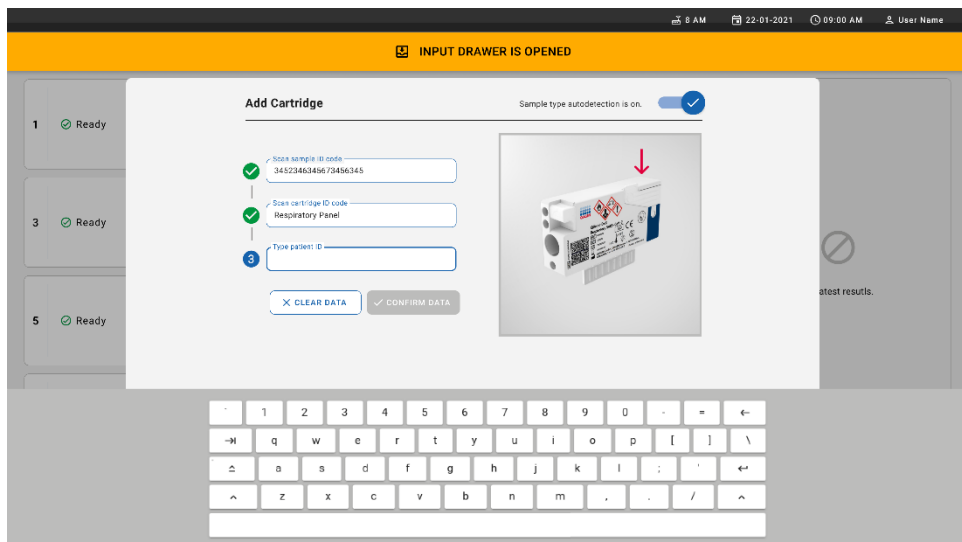 8 AM 22-01-2021 09:00 AM User Name
INPUT DRAWER IS OPENED
Add Cartridge
Sample type autodetection is on.
1 Ready
Scan sample ID code
3452346345673456345
Scan cartridge ID code
Respiratory Panel
3 Ready
Type patient ID
3
CLEAR DATA
CONFIRM DATA
atest resutls.
5 Ready
` 1 2 3 4 5 6 7 8 9 0 - =
q w e r t y u i o p [ ] \
a s d f g h j k l ; '
z x c v b n m , . /